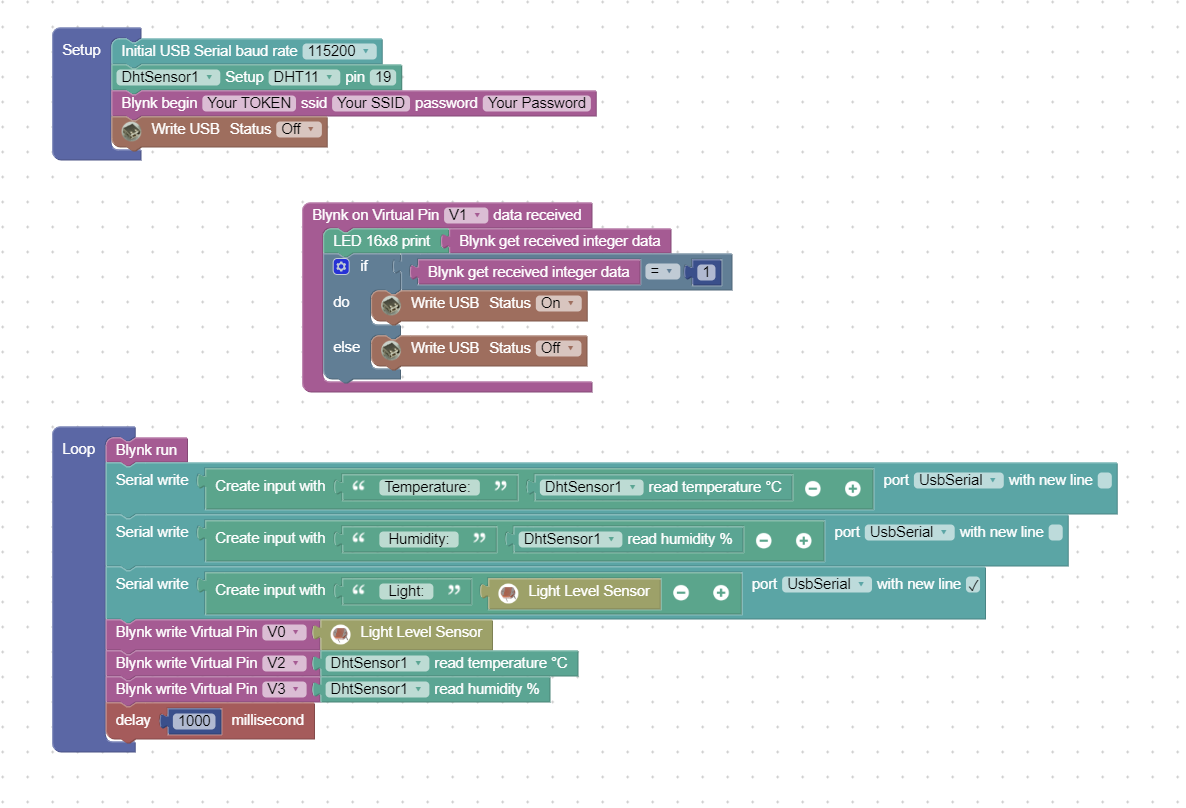 Setup
Initial USB Serial baud rate 115200
DhtSensor1 Setup DHT11 pin 19
Blynk begin Your TOKEN ssid Your SSID password Your Password
Write USB Status Off
Blynk on Virtual Pin V1 data received
LED 16x8 print Blynk get received integer data
if Blynk get received integer data = 1
do Write USB Status On
else Write USB Status Off
Loop
Blynk run
Serial write Create input with “ Temperature: ” DhtSensor1 read temperature °C port UsbSerial with new line
Serial write Create input with “ Humidity: ” DhtSensor1 read humidity % port UsbSerial with new line
Serial write Create input with “ Light: ” Light Level Sensor port UsbSerial with new line ✓
Blynk write Virtual Pin V0 Light Level Sensor
Blynk write Virtual Pin V2 DhtSensor1 read temperature °C
Blynk write Virtual Pin V3 DhtSensor1 read humidity %
delay 1000 millisecond